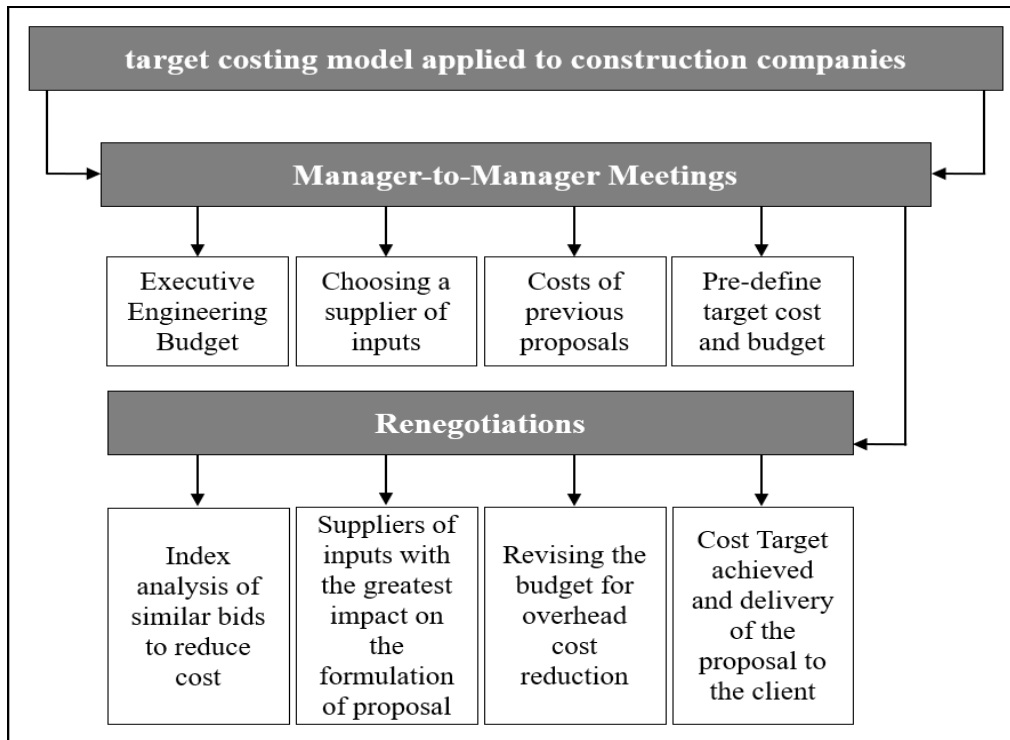 target costing model applied to construction companies
Manager-to-Manager Meetings
Executive
Engineering
Budget
Choosing a
supplier of
inputs
Costs of
previous
proposals
Pre-define
target cost
and budget
Renegotiations
Index
analysis of
similar bids
to reduce
cost
Suppliers of
inputs with
the greatest
impact on
the
formulation
of proposal
Revising the
budget for
overhead
cost
reduction
Cost Target
achieved
and delivery
of the
proposal to
the client